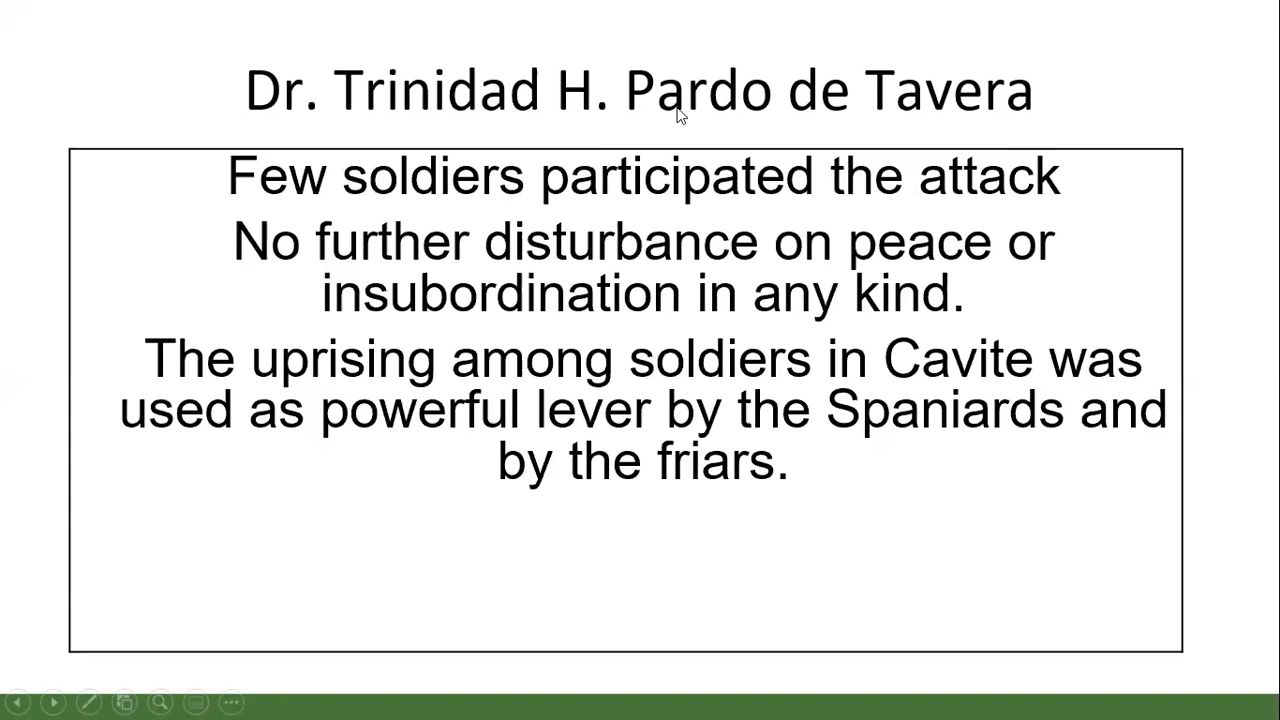 Dr. Trinidad H. Pardo de Tavera
Few soldiers participated the attack
No further disturbance on peace or
insubordination in any kind.
The uprising among soldiers in Cavite was
used as powerful lever by the Spaniards and
by the friars.